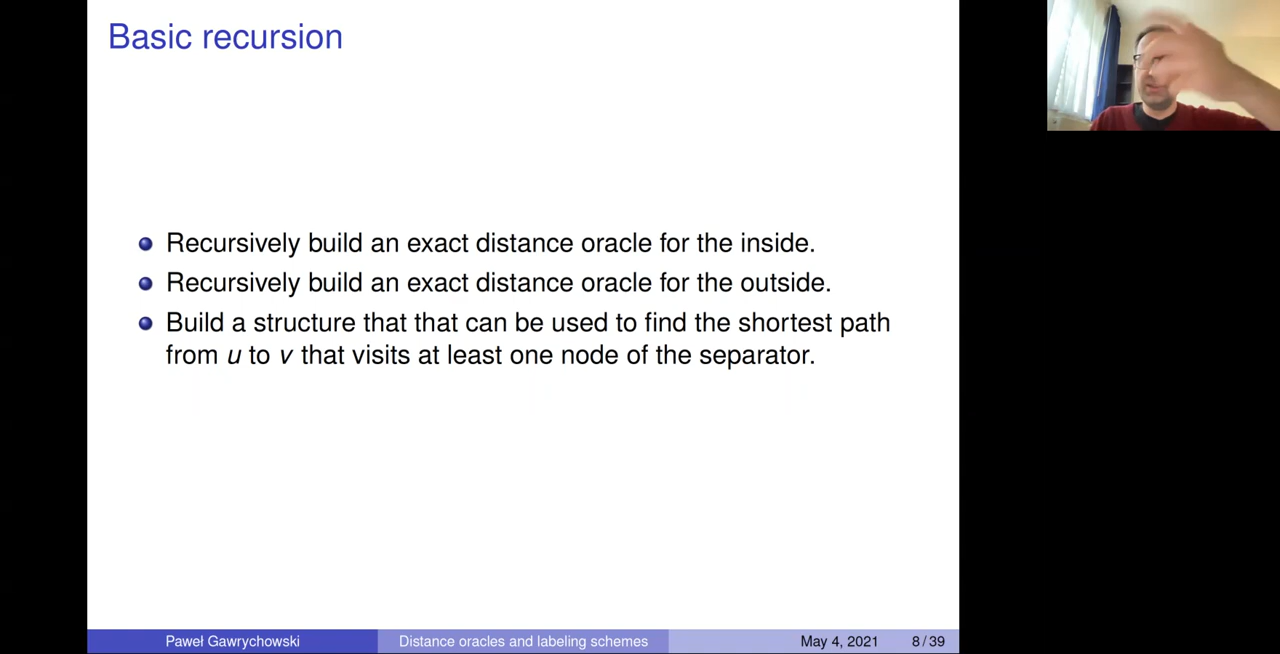 Basic recursion
Recursively build an exact distance oracle for the inside.
Recursively build an exact distance oracle for the outside.
Build a structure that that can be used to find the shortest path
from u to v that visits at least one node of the separator.
Paweł Gawrychowski
Distance oracles and labeling schemes
May 4, 2021
8 / 39